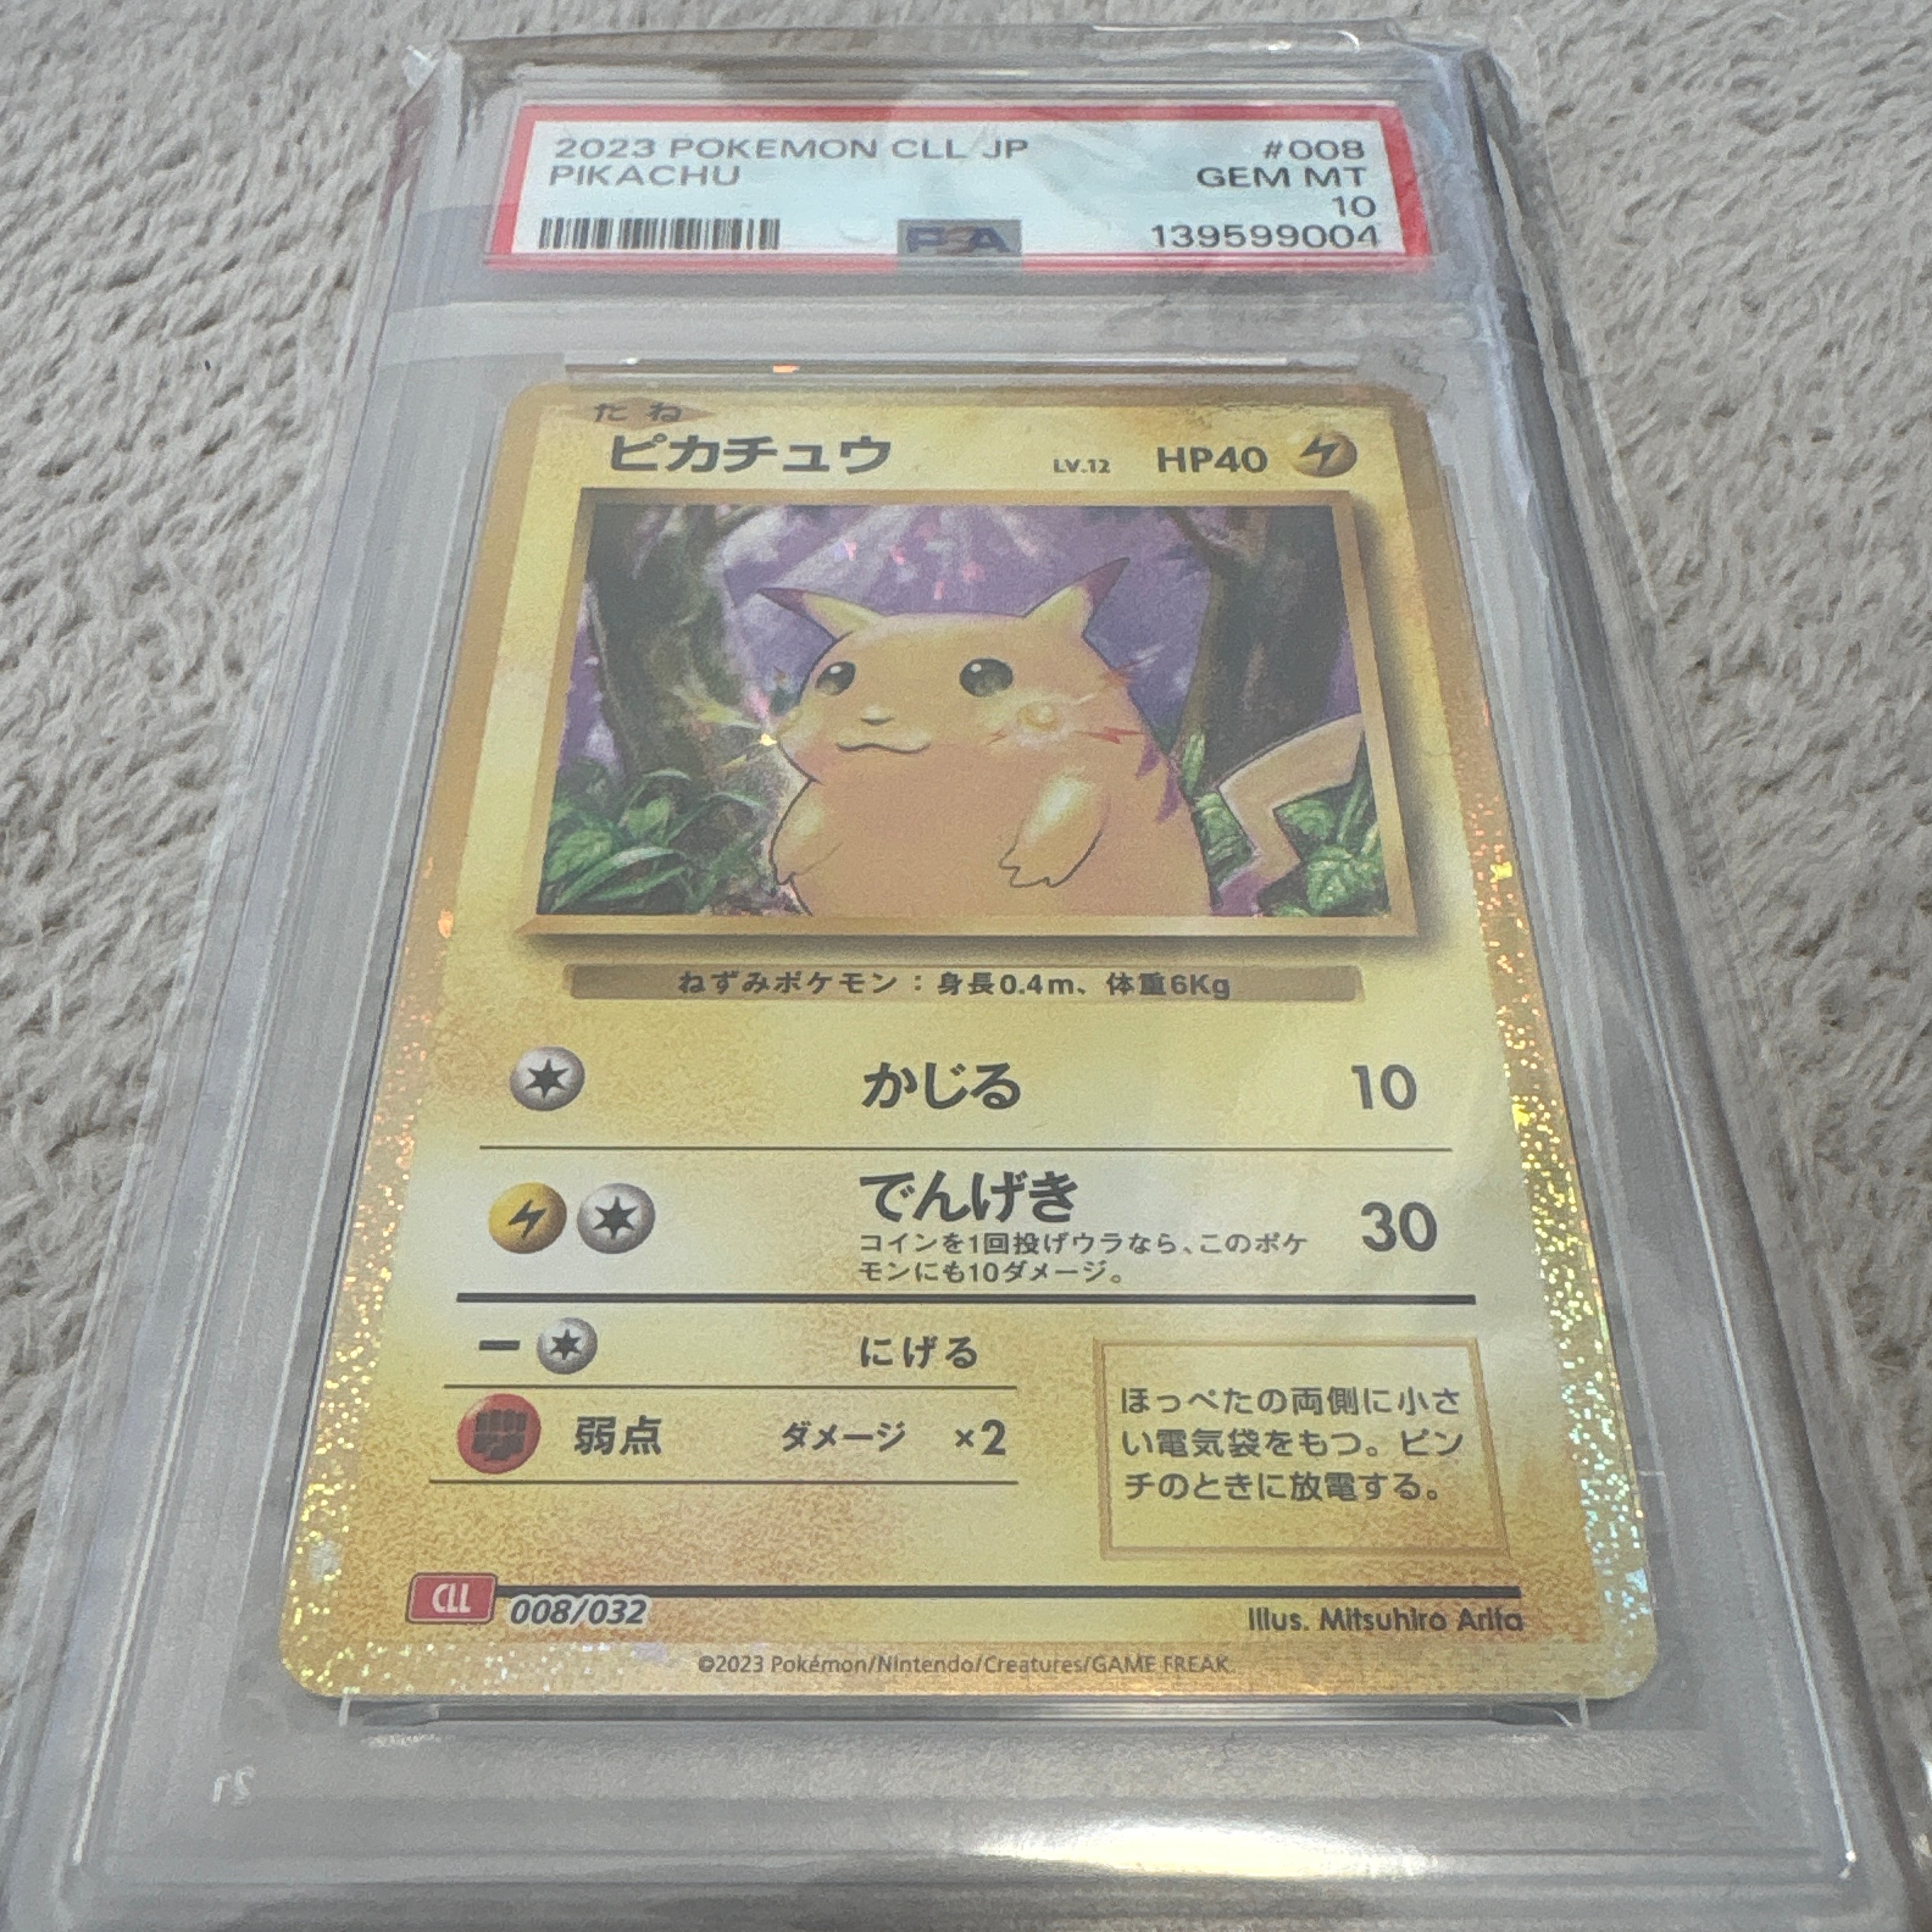 2023 POKEMON CLL JP #008
PIKACHU GEM MT
10
PSA 139599004
たね
ピカチュウ LV.12 HP40
ねずみポケモン：身長0.4m、体重6Kg
かじる 10
でんげき 30
コインを1回投げウラなら、このポケ
モンにも10ダメージ。
にげる
弱点 ダメージ ×2
ほっぺたの両側に小さ
い電気袋をもつ。ピン
チのときに放電する。
CLL 008/032 Illus. Mitsuhiro Arita
©2023 Pokémon/Nintendo/Creatures/GAME FREAK.